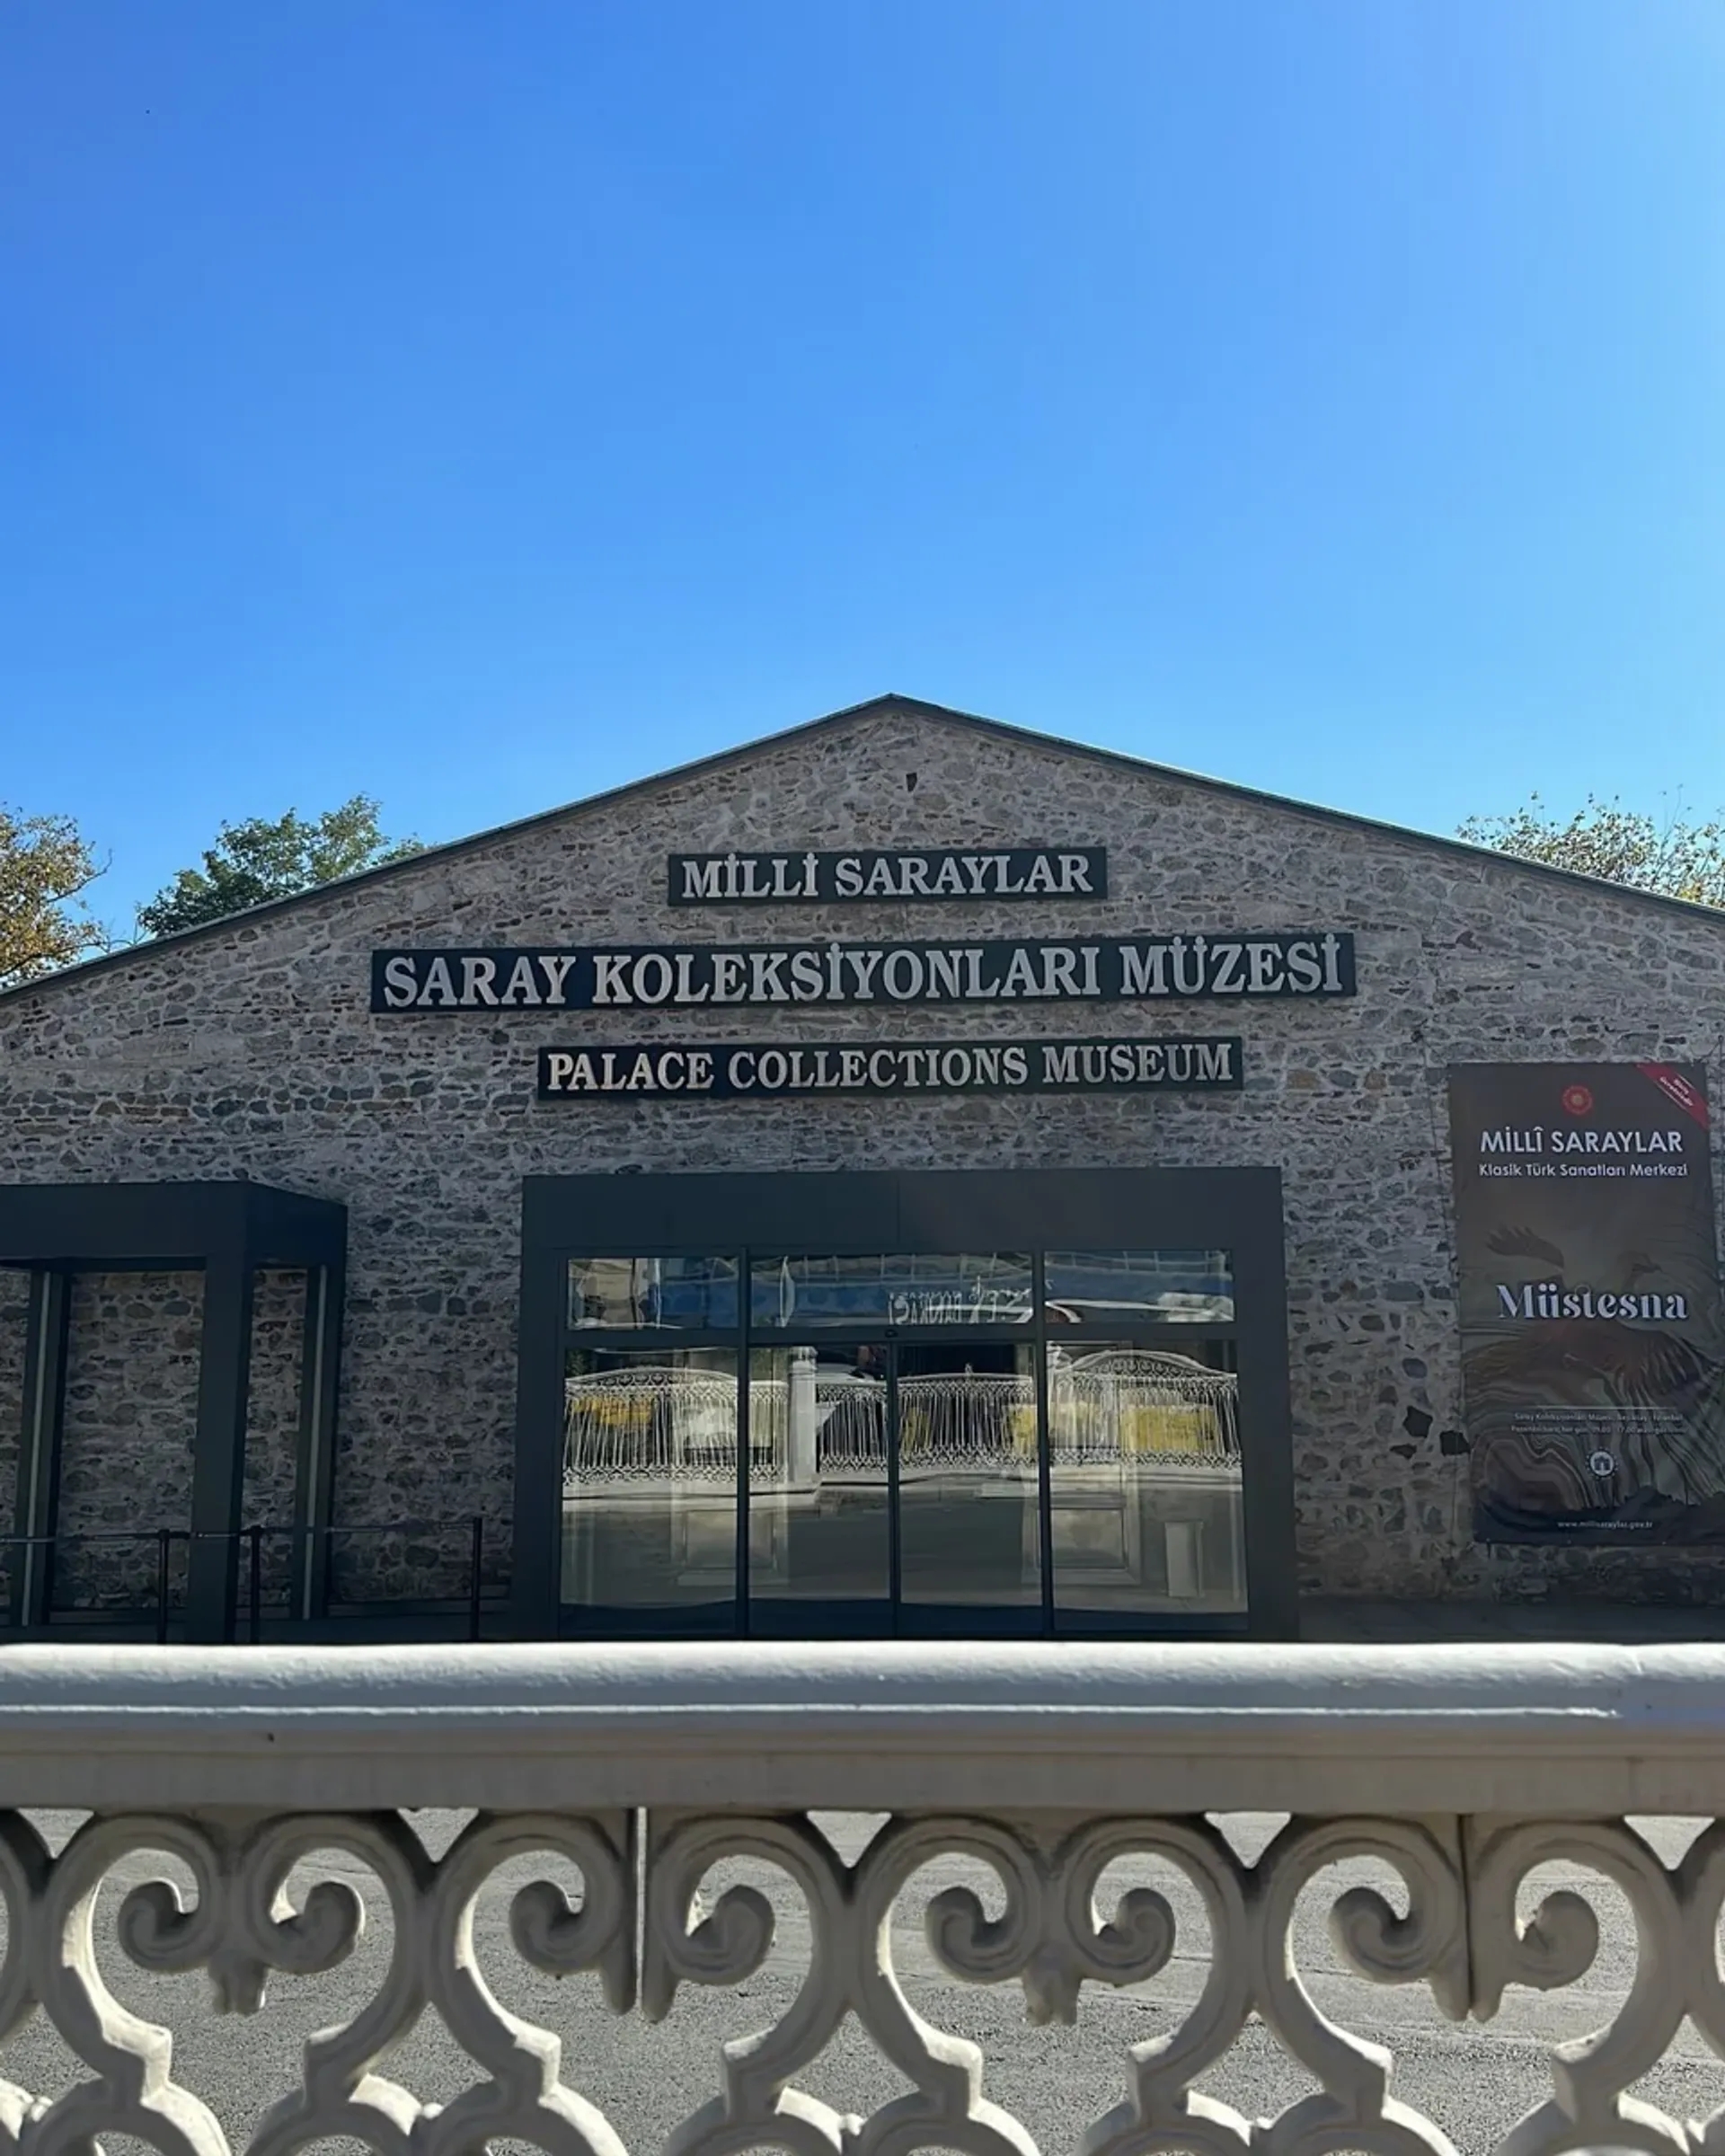 MİLLİ SARAYLAR
SARAY KOLEKSİYONLARI MÜZESİ
PALACE COLLECTIONS MUSEUM
MİLLÎ SARAYLAR
Klasik Türk Sanatları Merkezi
Müstesna
www.millisaraylar.gov.tr